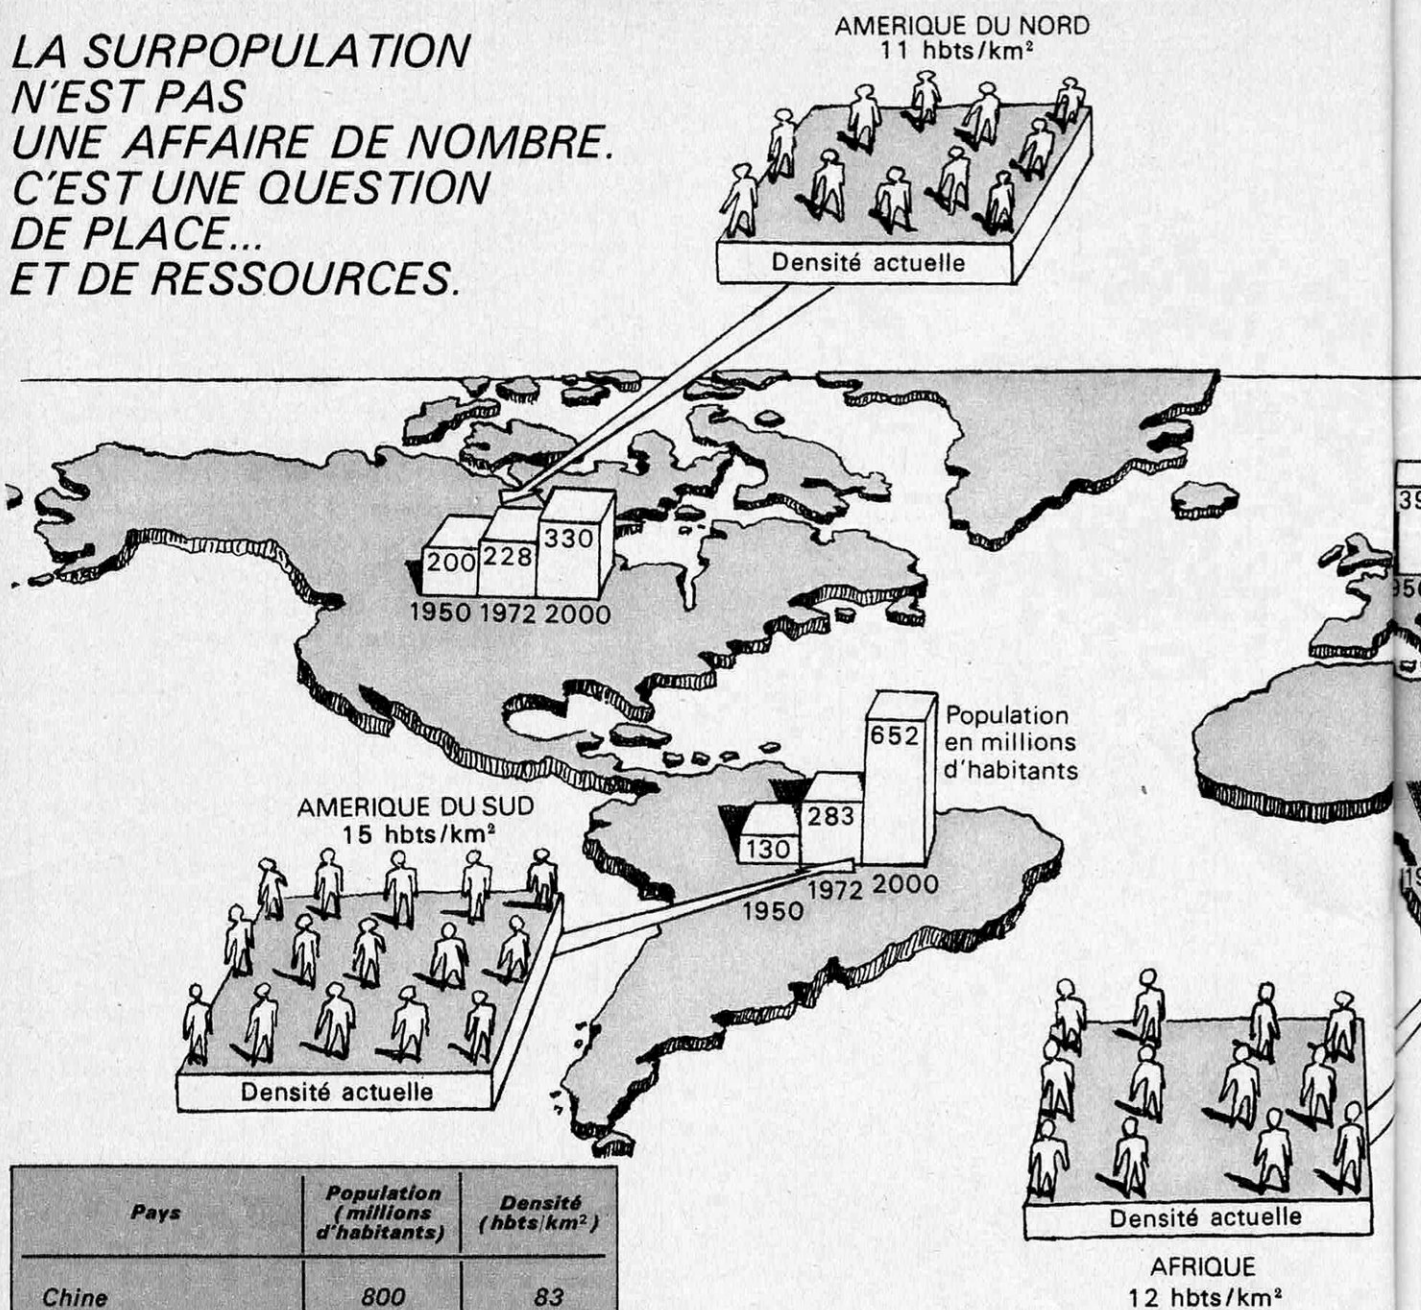 LA SURPOPULATION
N'EST PAS
UNE AFFAIRE DE NOMBRE.
C'EST UNE QUESTION
DE PLACE...
ET DE RESSOURCES.
AMERIQUE DU NORD
11 hbts/km²
Densité actuelle
200
228
330
1950 1972 2000
Population
en millions
d'habitants
652
283
130
1972 2000
1950
AMERIQUE DU SUD
15 hbts/km²
Densité actuelle
Densité actuelle
AFRIQUE
12 hbts/km²
Pays
Population
(millions
d'habitants)
Densité
(hbts/km²)
Chine 800 83